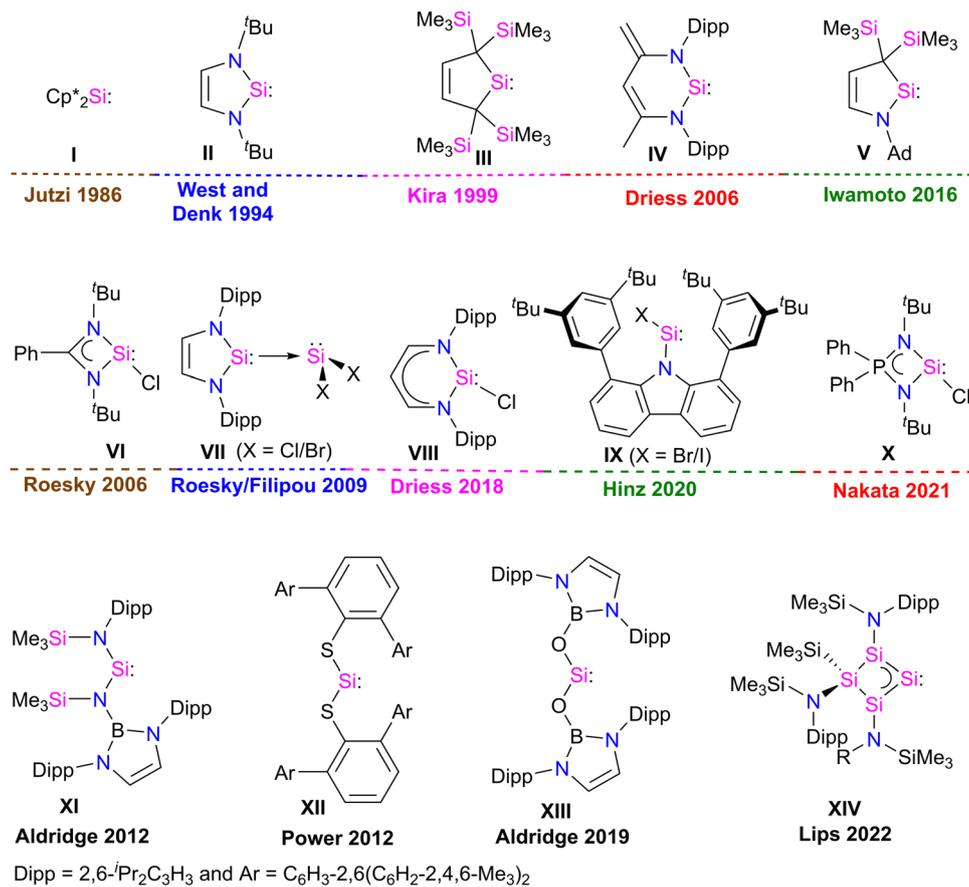 Cp*2Si:
I
Jutzi 1986
tBu
N
Si:
N
tBu
II
West and
Denk 1994
Me3Si
SiMe3
Si:
Me3Si
SiMe3
III
Kira 1999
Dipp
N
Si:
N
Dipp
IV
Driess 2006
Me3Si
SiMe3
Si:
N
Ad
V
Iwamoto 2016
tBu
N
Ph
Si:
N
Cl
tBu
VI
Roesky 2006
Dipp
N
Si:
N
Dipp
Si
X
X
VII (X = Cl/Br)
Roesky/Filipou 2009
Dipp
N
Si:
N
Cl
Dipp
VIII
Driess 2018
tBu
tBu
tBu
tBu
X
Si:
N
IX (X = Br/I)
Hinz 2020
tBu
Ph
N
P
Si:
Ph
N
Cl
tBu
X
Nakata 2021
Dipp
Me3Si
N
Si:
Me3Si
N
Dipp
B
N
N
Dipp
XI
Aldridge 2012
Ar
Ar
S
Si:
S
Ar
Ar
XII
Power 2012
Dipp
N
B
N
Dipp
O
Si:
O
Dipp
B
N
N
Dipp
XIII
Aldridge 2019
Me3Si
Dipp
N
Me3Si
Si
Si
Si:
Me3Si
N
Si
Dipp
N
R
SiMe3
XIV
Lips 2022
Dipp = 2,6-iPr2C3H3 and Ar = C6H3-2,6(C6H2-2,4,6-Me3)2